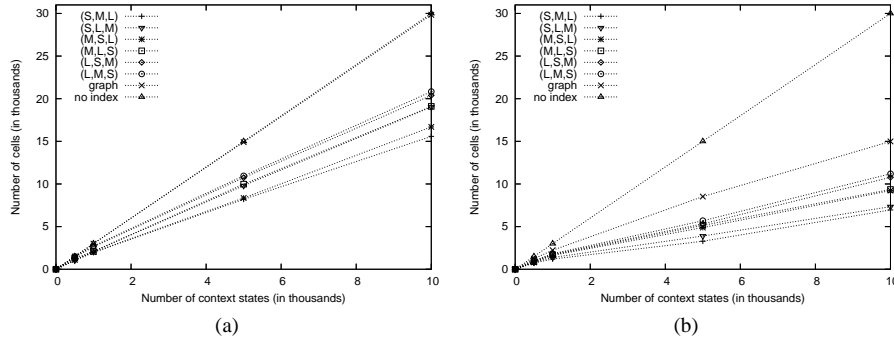 (S,M,L)
(S,L,M)
(M,S,L)
(M,L,S)
(L,S,M)
(L,M,S)
graph
no index
Number of cells (in thousands)
30
25
20
15
10
5
0
0
2
4
6
8
10
Number of context states (in thousands)
(a)
(S,M,L)
(S,L,M)
(M,S,L)
(M,L,S)
(L,S,M)
(L,M,S)
graph
no index
Number of cells (in thousands)
30
25
20
15
10
5
0
0
2
4
6
8
10
Number of context states (in thousands)
(b)